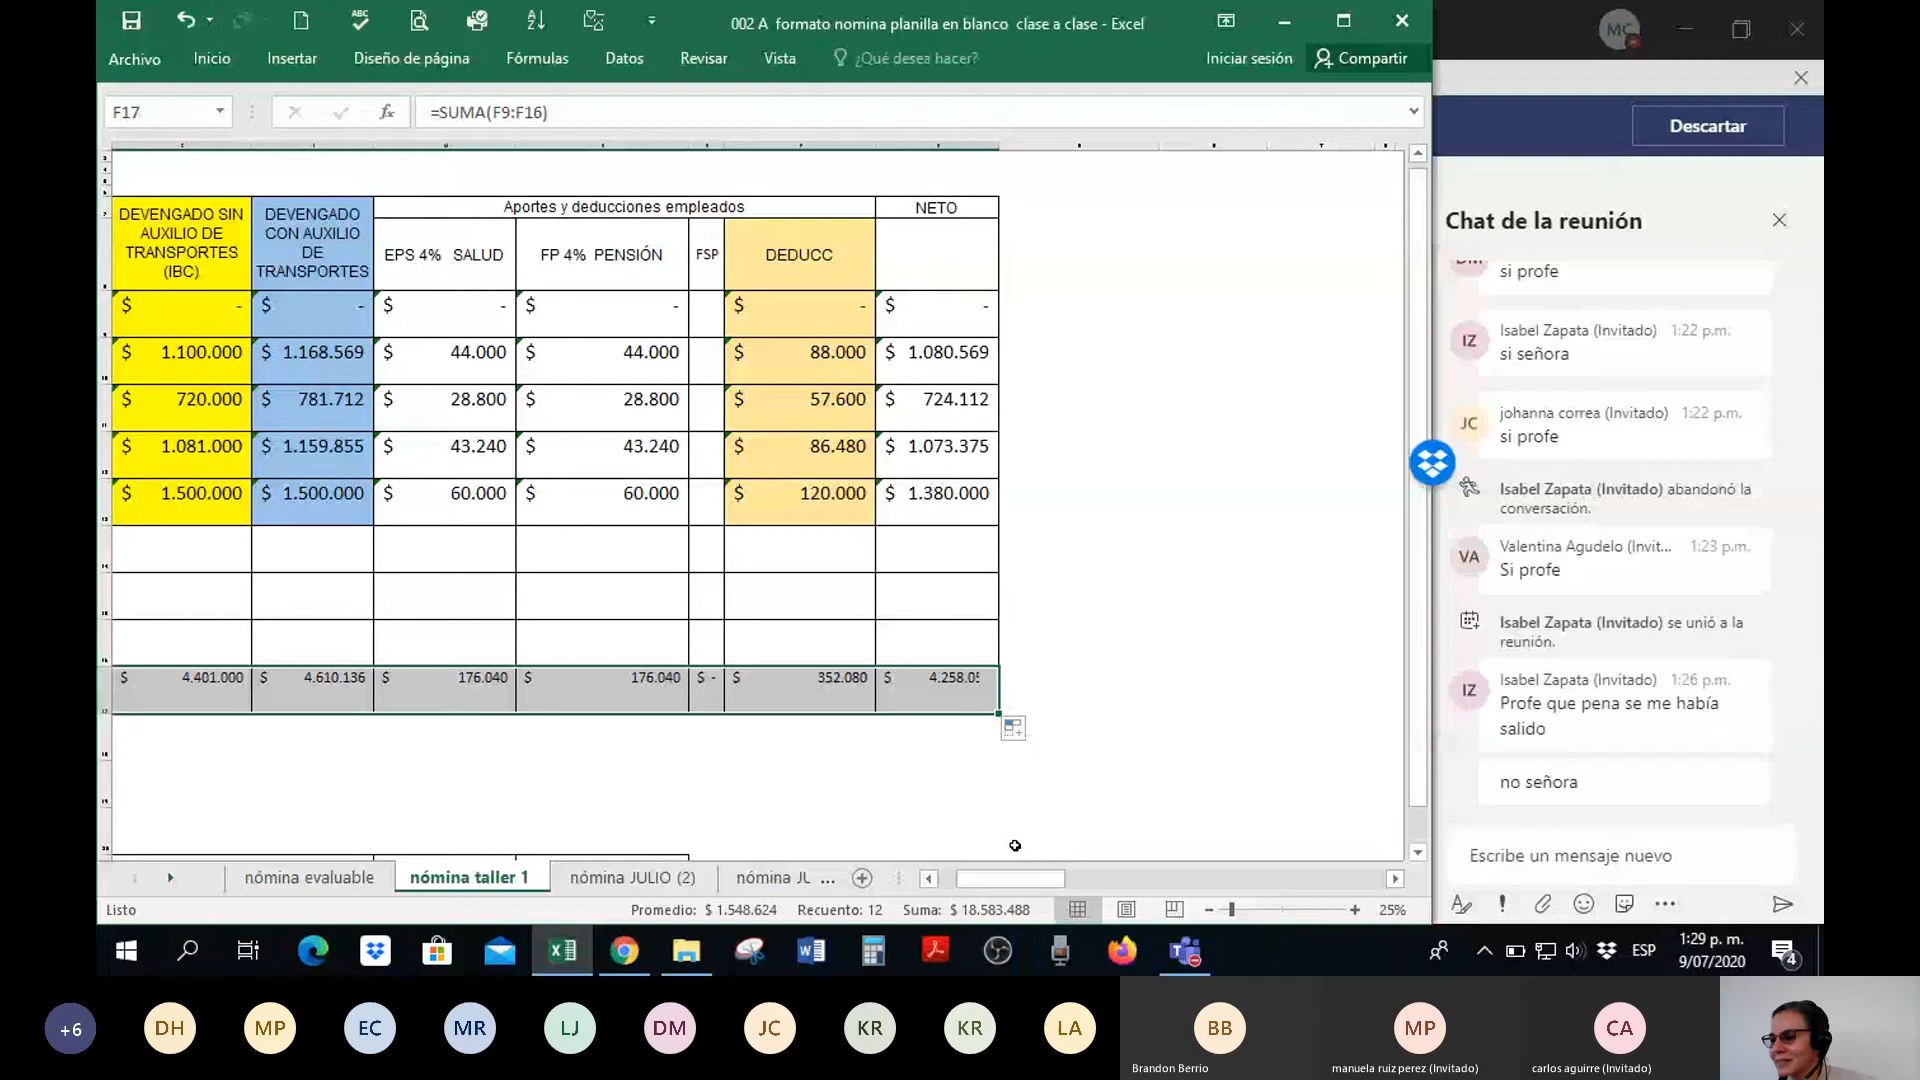 002 A formato nomina planilla en blanco clase a clase - Excel
MC
Archivo Inicio Insertar Diseño de página Fórmulas Datos Revisar Vista ¿Qué desea hacer? Iniciar sesión Compartir
F17 fx =SUMA(F9:F16)
Descartar
DEVENGADO SIN AUXILIO DE TRANSPORTES (IBC)
DEVENGADO CON AUXILIO DE TRANSPORTES
Aportes y deducciones empleados
NETO
EPS 4% SALUD
FP 4% PENSIÓN
FSP
DEDUCC
$ - $ - $ - $ - $ - $ -
$ 1.100.000 $ 1.168.569 $ 44.000 $ 44.000 $ 88.000 $ 1.080.569
$ 720.000 $ 781.712 $ 28.800 $ 28.800 $ 57.600 $ 724.112
$ 1.081.000 $ 1.159.855 $ 43.240 $ 43.240 $ 86.480 $ 1.073.375
$ 1.500.000 $ 1.500.000 $ 60.000 $ 60.000 $ 120.000 $ 1.380.000
$ 4.401.000 $ 4.610.136 $ 176.040 $ 176.040 $ - $ 352.080 $
nómina evaluable nómina taller 1 nómina JULIO (2) nómina JU ...
Listo Promedio: $ 1.548.624 Recuento: 12 Suma: $ 18.583.488 25%
Chat de la reunión
DM
si profe
IZ
Isabel Zapata (Invitado) 1:22 p.m.
si señora
JC
johanna correa (Invitado) 1:22 p.m.
si profe
Isabel Zapata (Invitado) abandonó la
conversación.
VA
Valentina Agudelo (Invit... 1:23 p.m.
Si profe
Isabel Zapata (Invitado) se unió a la
reunión.
IZ
Isabel Zapata (Invitado) 1:26 p.m.
Profe que pena se me había
salido
no señora
Escribe un mensaje nuevo
ESP
1:29 p. m.
9/07/2020
4
+6 DH MP EC MR LJ DM JC KR KR LA BB MP CA
Brandon Berrio
manuela ruiz perez (Invitado)
carlos aguirre (Invitado)